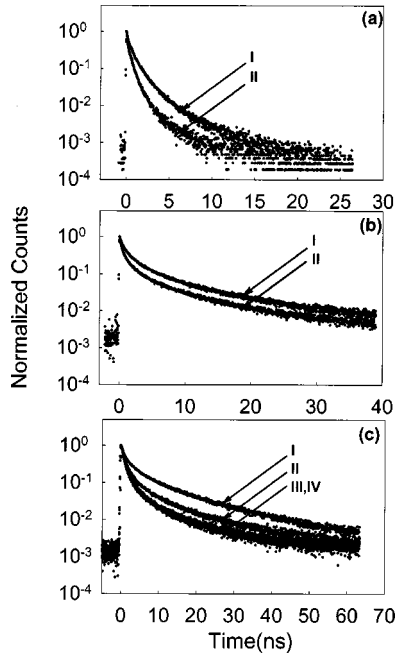 (a)
10^0
10^-1
10^-2
10^-3
10^-4
I
II
0 5 10 15 20 25 30
(b)
10^0
10^-1
10^-2
10^-3
10^-4
I
II
0 10 20 30 40
(c)
10^0
10^-1
10^-2
10^-3
10^-4
I
II
III,IV
0 10 20 30 40 50 60 70
Normalized Counts
Time(ns)